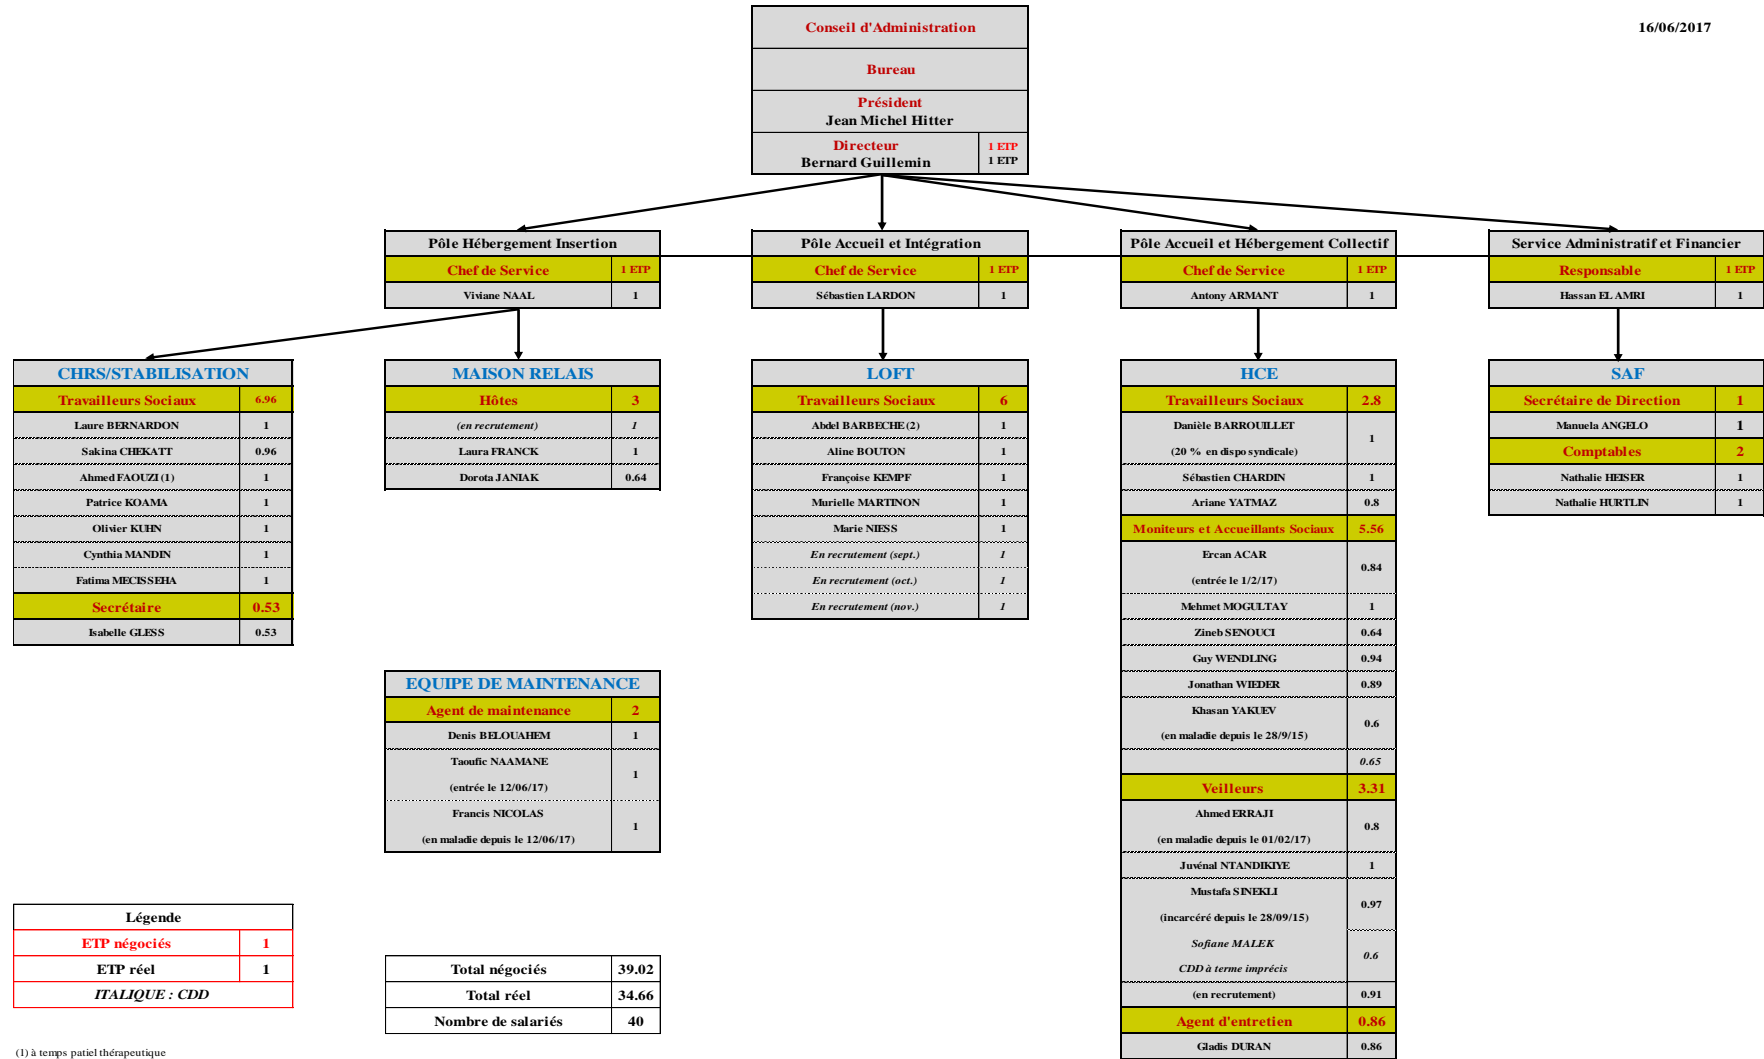 Conseil d'Administration
16/06/2017
Bureau
Président
Jean Michel Hitter
Directeur 1 ETP
Bernard Guillemin 1 ETP
Pôle Hébergement Insertion
Chef de Service 1 ETP
Viviane NAAL 1
Pôle Accueil et Intégration
Chef de Service 1 ETP
Sébastien LARDON 1
Pôle Accueil et Hébergement Collectif
Chef de Service 1 ETP
Antony ARMANT 1
Service Administratif et Financier
Responsable 1 ETP
Hassan EL AMRI 1
CHRS/STABILISATION
Travailleurs Sociaux 6.96
Laure BERNARDON 1
Sakina CHEKATT 0.96
Ahmed FAOUZI (1) 1
Patrice KOAMA 1
Olivier KUHN 1
Cynthia MANDIN 1
Fatima MECISSEHA 1
Secrétaire 0.53
Isabelle GLESS 0.53
MAISON RELAIS
Hôtes 3
(en recrutement) 1
Laura FRANCK 1
Dorota JANIAK 0.64
EQUIPE DE MAINTENANCE
Agent de maintenance 2
Denis BELOUAHEM 1
Taoufic NAAMANE
1
(entrée le 12/06/17)
Francis NICOLAS
1
(en maladie depuis le 12/06/17)
LOFT
Travailleurs Sociaux 6
Abdel BARBECHE (2) 1
Aline BOUTON 1
Françoise KEMPF 1
Murielle MARTINON 1
Marie NIESS 1
En recrutement (sept.) 1
En recrutement (oct.) 1
En recrutement (nov.) 1
HCE
Travailleurs Sociaux 2.8
Danièle BARROUILLET
1
(20 % en dispo syndicale)
Sébastien CHARDIN 1
Ariane YATMAZ 0.8
Moniteurs et Accueillants Sociaux 5.56
Ercan ACAR
0.84
(entrée le 1/2/17)
Mehmet MOGULTAY 1
Zineb SENOUCI 0.64
Guy WENDLING 0.94
Jonathan WIEDER 0.89
Khasan YAKUEV
0.6
(en maladie depuis le 28/9/15)
0.65
Veilleurs 3.31
Ahmed ERRAJI
0.8
(en maladie depuis le 01/02/17)
Juvénal NTANDIKIYE 1
Mustafa SINEKLI
0.97
(incarcéré depuis le 28/09/15)
Sofiane MALEK
0.6
CDD à terme imprécis
(en recrutement) 0.91
Agent d'entretien 0.86
Gladis DURAN 0.86
SAF
Secrétaire de Direction 1
Manuela ANGELO 1
Comptables 2
Nathalie HEISER 1
Nathalie HURTLIN 1
Légende
ETP négociés 1
ETP réel 1
ITALIQUE : CDD
Total négociés 39.02
Total réel 34.66
Nombre de salariés 40
(1) à temps patiel thérapeutique